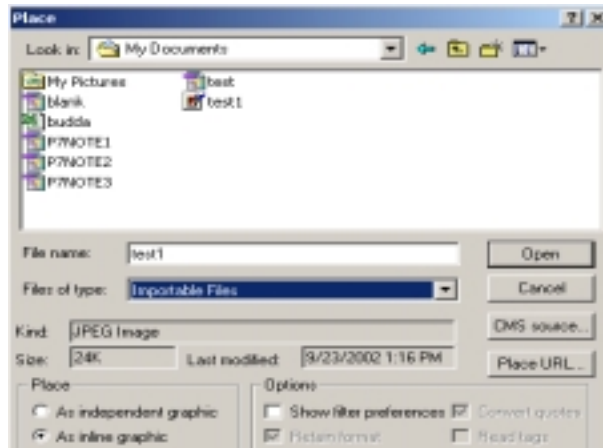 Place
Look in: My Documents
My Pictures
blank
budda
P7NOTE1
P7NOTE2
P7NOTE3
test
test1
File name: test1 Open
Files of type: Importable Files Cancel
Kind: JPEG Image CMS source...
Size: 24K Last modified: 9/23/2002 1:16 PM Place URL...
Place Options
As independent graphic Show filter preferences Convert quotes
As inline graphic Retain format Read tags